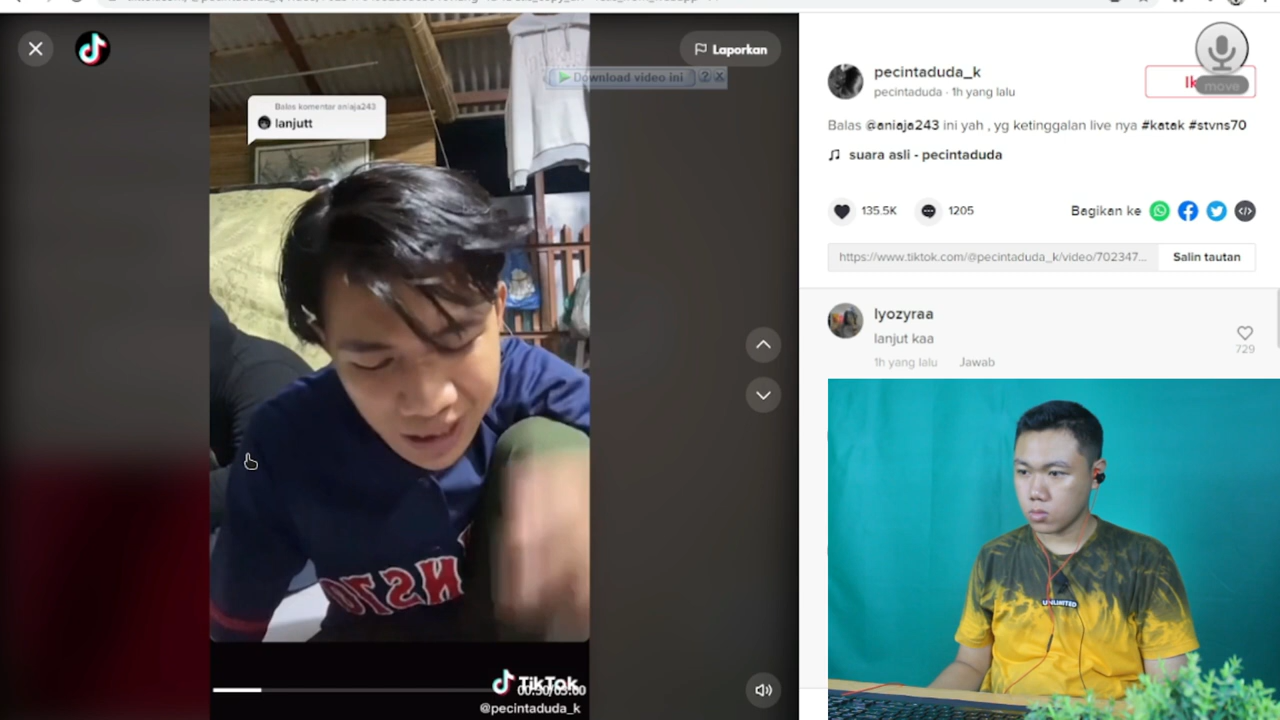 Laporkan
Download video ini
Balas komentar aniaja243
lanjutt
NS70
TikTok
@pecintaduda_k
pecintaduda_k
pecintaduda · 1h yang lalu
move
Balas @aniaja243 ini yah , yg ketinggalan live nya #katak #stvns70
suara asli - pecintaduda
135.5K
1205
Bagikan ke
https://www.tiktok.com/@pecintaduda_k/video/702347...
Salin tautan
lyozyraa
lanjut kaa
729
1h yang lalu
Jawab
UNLIMITED